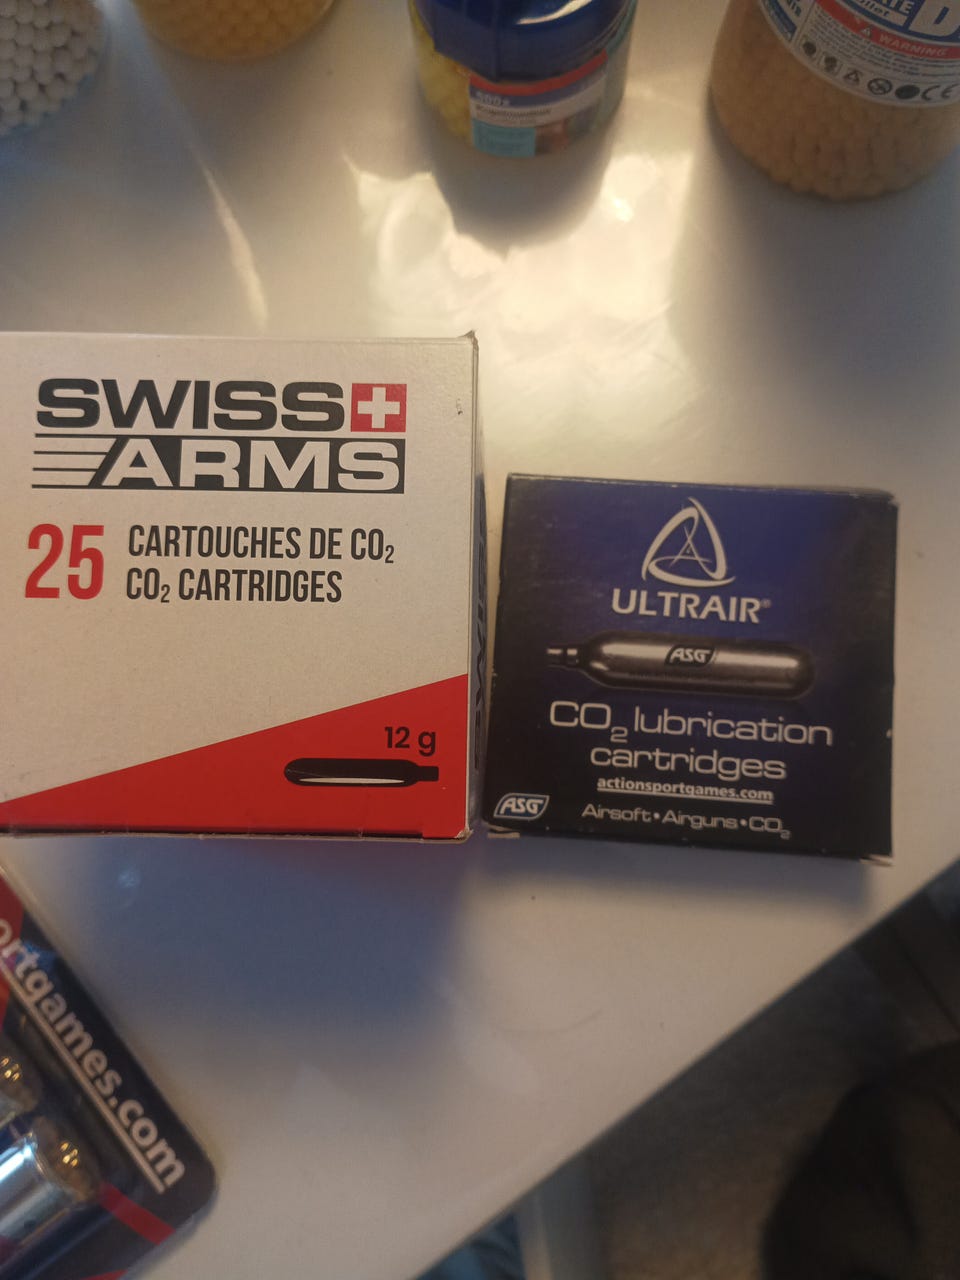 WARNING
500x
SWISS
ARMS
25
CARTOUCHES DE CO₂
CO₂ CARTRIDGES
12 g
ULTRAIR®
ASG
CO₂ lubrication
cartridges
actionsportgames.com
ASG
Airsoft • Airguns • CO₂
ortgames.com